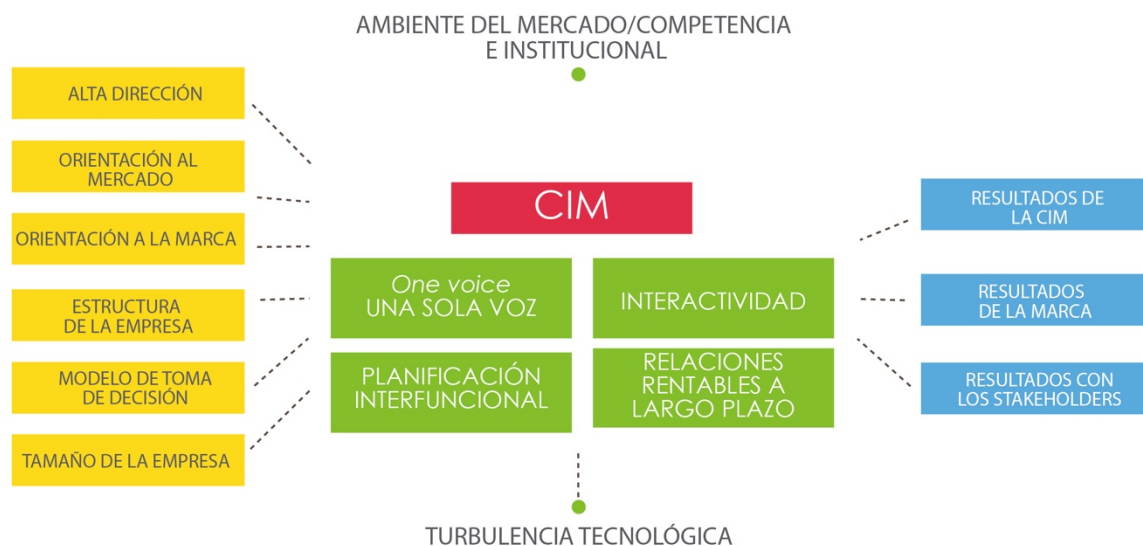 AMBIENTE DEL MERCADO/COMPETENCIA
E INSTITUCIONAL
ALTA DIRECCIÓN
ORIENTACIÓN AL
MERCADO
ORIENTACIÓN A LA MARCA
ESTRUCTURA
DE LA EMPRESA
MODELO DE TOMA
DE DECISIÓN
TAMAÑO DE LA EMPRESA
CIM
One voice
UNA SOLA VOZ
INTERACTIVIDAD
PLANIFICACIÓN
INTERFUNCIONAL
RELACIONES
RENTABLES A
LARGO PLAZO
RESULTADOS DE
LA CIM
RESULTADOS
DE LA MARCA
RESULTADOS CON
LOS STAKEHOLDERS
TURBULENCIA TECNOLÓGICA